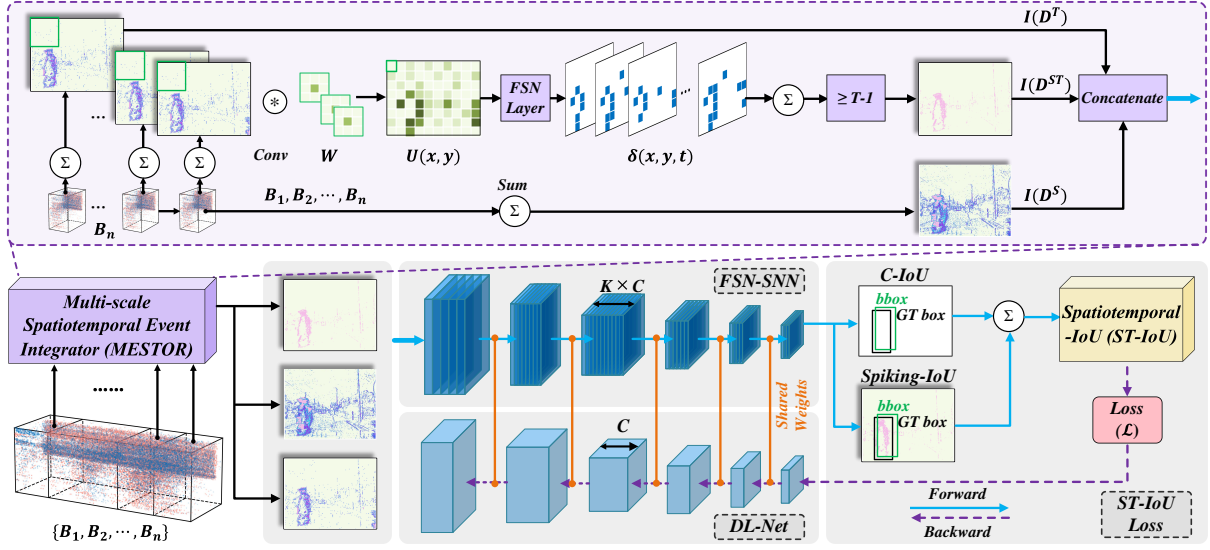 I(D^T)
FSN
Layer
≥ T-1
I(D^{ST})
Concatenate
...
Σ
Σ
Σ
Conv
W
U(x, y)
...
δ(x, y, t)
Σ
...
B_n
B_1, B_2, ⋯, B_n
Sum
Σ
I(D^S)
Multi-scale
Spatiotemporal Event
Integrator (MESTOR)
......
{B_1, B_2, ⋯, B_n}
K × C
FSN-SNN
Shared
Weights
C
DL-Net
C-IoU
bbox
GT box
Σ
Spatiotemporal
-IoU (ST-IoU)
Spiking-IoU
bbox
GT box
Loss
(ℒ)
Forward
Backward
ST-IoU
Loss